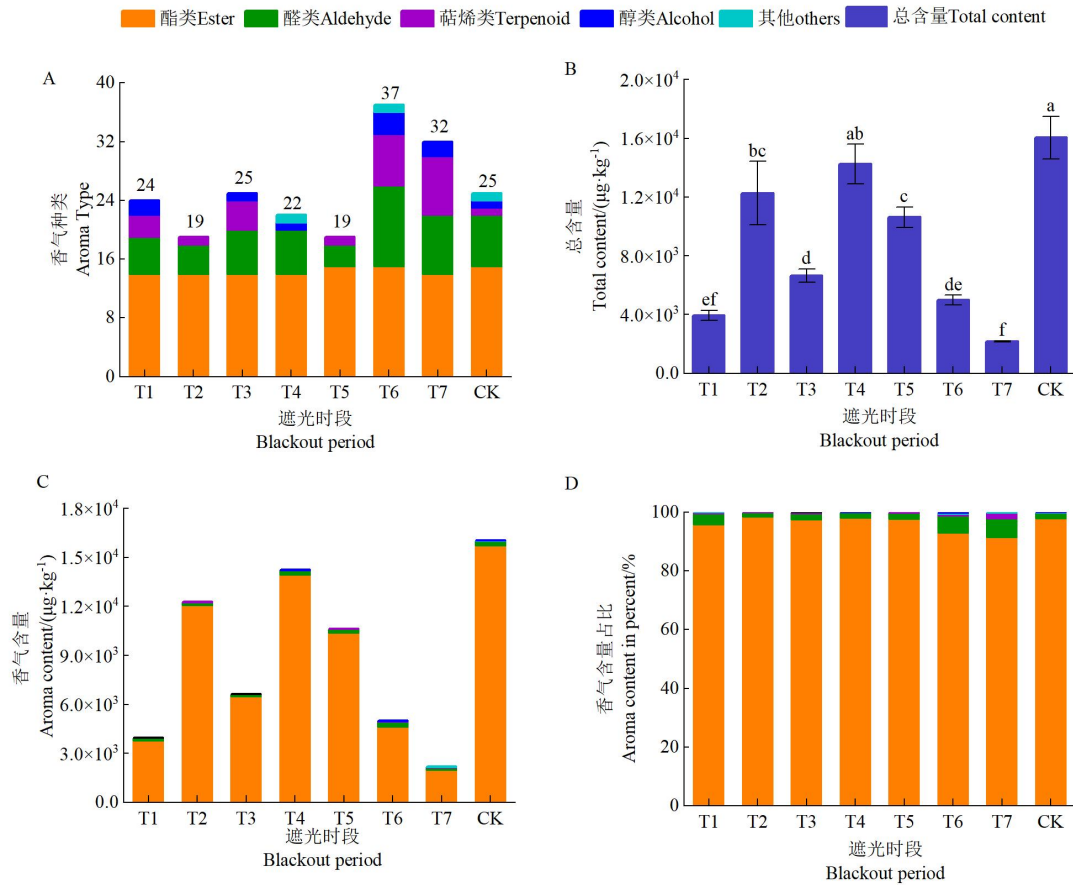 酯类Ester 醛类Aldehyde 萜烯类Terpenoid 醇类Alcohol 其他others 总含量Total content
A
香气种类
Aroma Type
40
32
24
16
8
0
24
19
25
22
19
37
32
25
T1 T2 T3 T4 T5 T6 T7 CK
遮光时段
Blackout period
B
总含量
Total content/(μg·kg⁻¹)
2.0×10⁴
1.6×10⁴
1.2×10⁴
8.0×10³
4.0×10³
0.0
ef
bc
d
ab
c
de
f
a
T1 T2 T3 T4 T5 T6 T7 CK
遮光时段
Blackout period
C
香气含量
Aroma content/(μg·kg⁻¹)
1.8×10⁴
1.5×10⁴
1.2×10⁴
9.0×10³
6.0×10³
3.0×10³
0.0
T1 T2 T3 T4 T5 T6 T7 CK
遮光时段
Blackout period
D
香气含量占比
Aroma content in percent/%
100
80
60
40
20
0
T1 T2 T3 T4 T5 T6 T7 CK
遮光时段
Blackout period